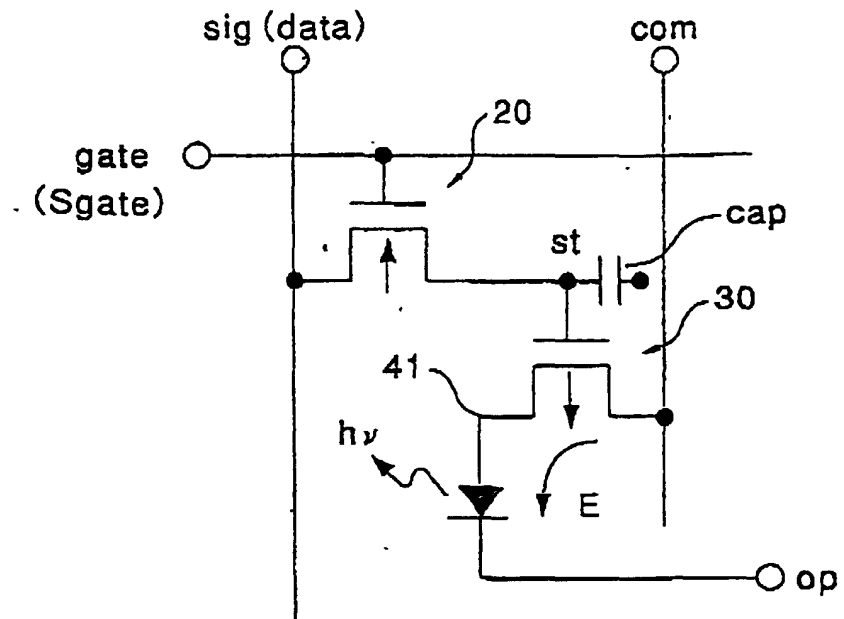 sig (data)
com
20
gate
(Sgate)
cap
st
30
41
hν
E
op